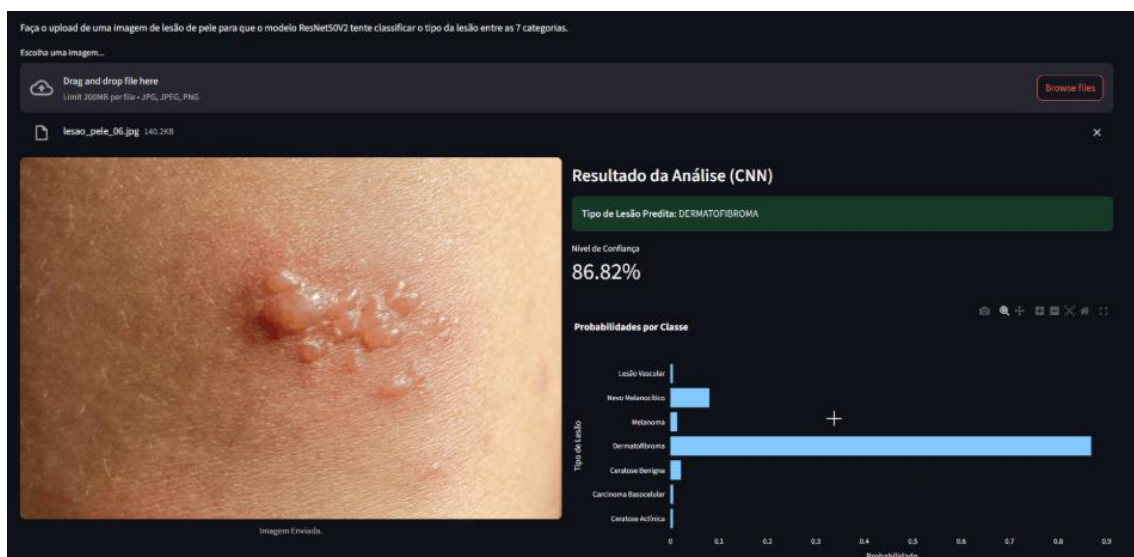 Faça o upload de uma imagem de lesão de pele para que o modelo ResNet50V2 tente classificar o tipo da lesão entre as 7 categorias.
Escolha uma imagem...
Drag and drop file here
Limit 200MB per file • JPG, JPEG, PNG
Browse files
lesao_pele_06.jpg 140.2KB
Resultado da Análise (CNN)
Tipo de Lesão Predita: DERMATOFIBROMA
Nível de Confiança
86.82%
Probabilidades por Classe
Tipo de Lesão
Lesão Vascular
Nevo Melanocítico
Melanoma
Dermatofibroma
Ceratose Benigna
Carcinoma Basocelular
Ceratose Actínica
0 0.1 0.2 0.3 0.4 0.5 0.6 0.7 0.8 0.9
Probabilidade
Imagem Enviada.